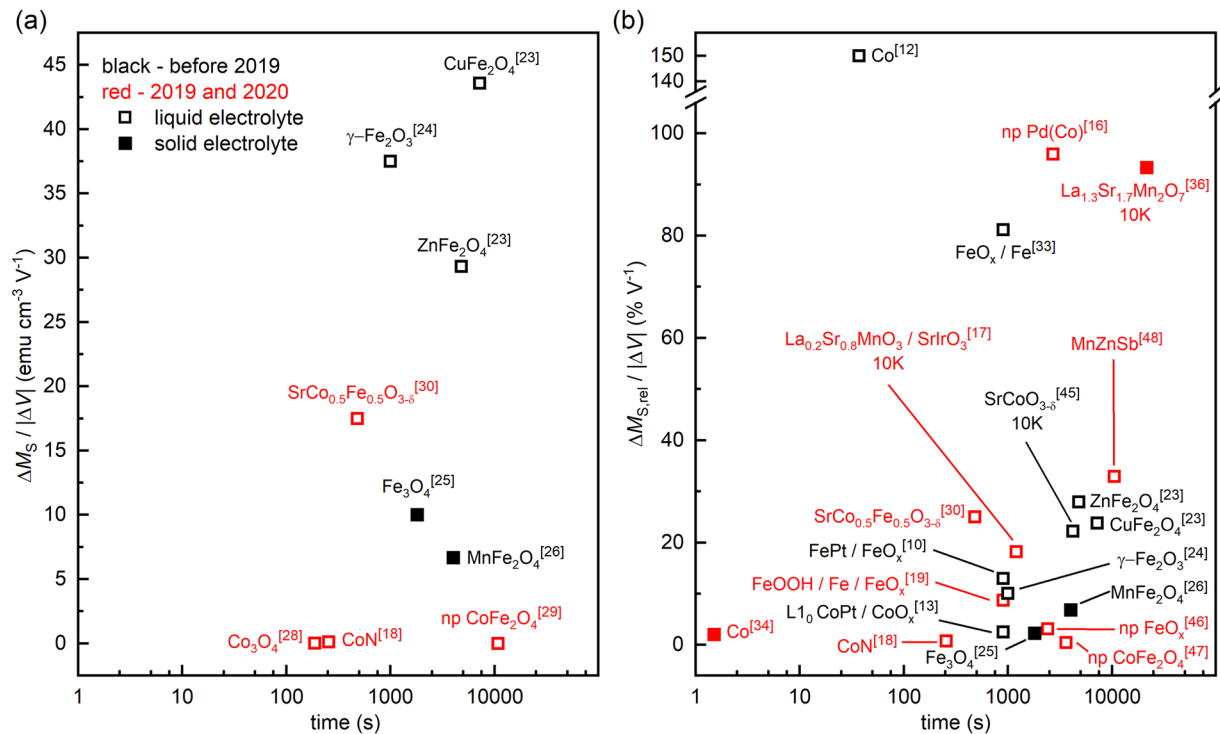 (a)
45
40
35
30
25
20
15
10
5
0
ΔM_S / |ΔV| (emu cm⁻³ V⁻¹)
black - before 2019
red - 2019 and 2020
liquid electrolyte
solid electrolyte
CuFe₂O₄[23]
γ–Fe₂O₃[24]
ZnFe₂O₄[23]
SrCo₀.₅Fe₀.₅O₃₋δ[30]
Fe₃O₄[25]
MnFe₂O₄[26]
np CoFe₂O₄[29]
Co₃O₄[28]
CoN[18]
1 10 100 1000 10000
time (s)
(b)
150
140
100
80
60
40
20
0
ΔM_S,rel / |ΔV| (% V⁻¹)
Co[12]
np Pd(Co)[16]
La₁.₃Sr₁.₇Mn₂O₇[36]
10K
FeOₓ / Fe[33]
La₀.₂Sr₀.₈MnO₃ / SrIrO₃[17]
10K
MnZnSb[48]
SrCoO₃₋δ[45]
10K
ZnFe₂O₄[23]
SrCo₀.₅Fe₀.₅O₃₋δ[30]
CuFe₂O₄[23]
FePt / FeOₓ[10]
γ–Fe₂O₃[24]
FeOOH / Fe / FeOₓ[19]
MnFe₂O₄[26]
L1₀ CoPt / CoOₓ[13]
Co[34]
CoN[18]
Fe₃O₄[25]
np FeOₓ[46]
np CoFe₂O₄[47]
1 10 100 1000 10000
time (s)